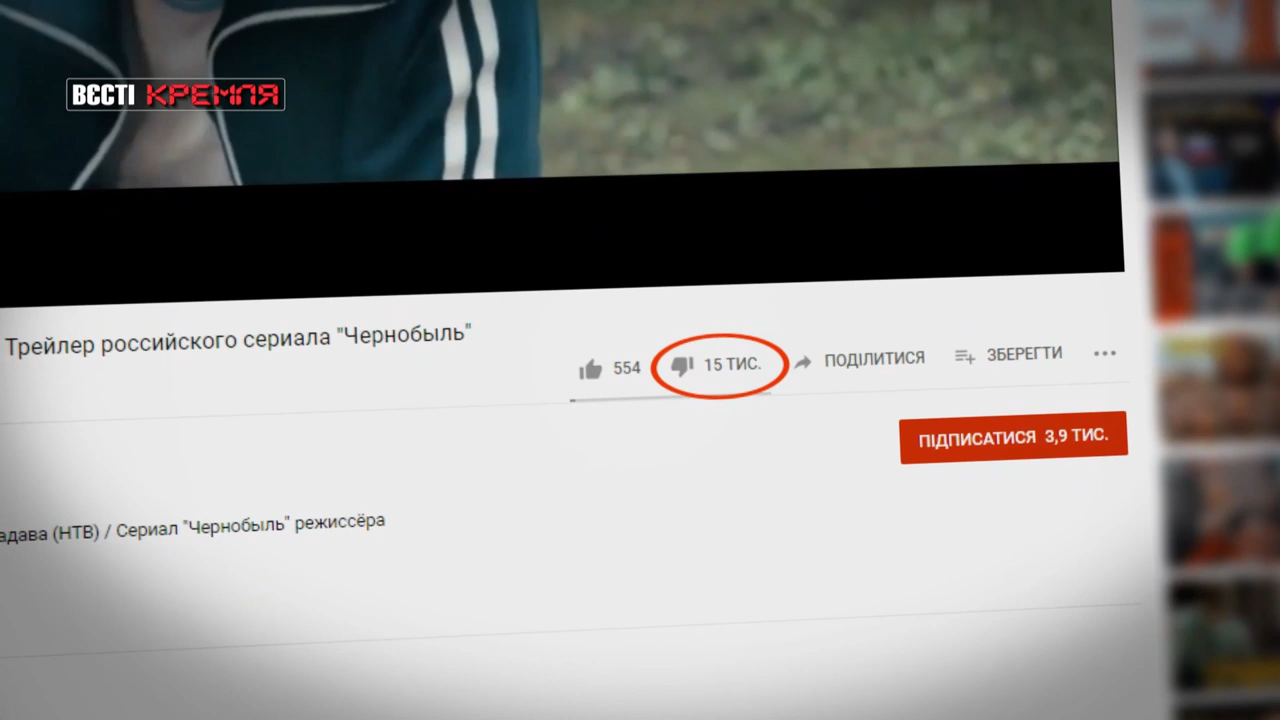 ВЄСТІ КРЕМЛЯ
Трейлер российского сериала "Чернобыль"
554 15 ТИС. ПОДІЛИТИСЯ ЗБЕРЕГТИ
ПІДПИСАТИСЯ 3,9 ТИС.
(НТВ) / Сериал "Чернобыль" режиссёра